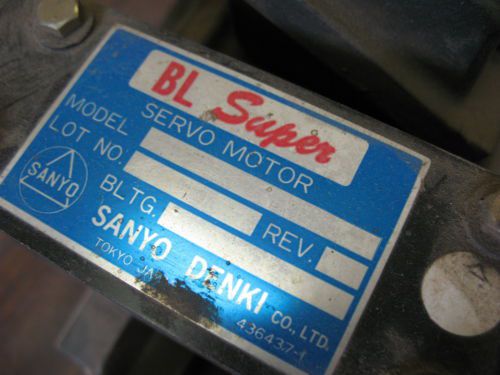 BL Super
SERVO MOTOR
MODEL
LOT NO.
BLTG.
REV.
SANYO
SANYO DENKI CO., LTD.
TOKYO JA
436437-1